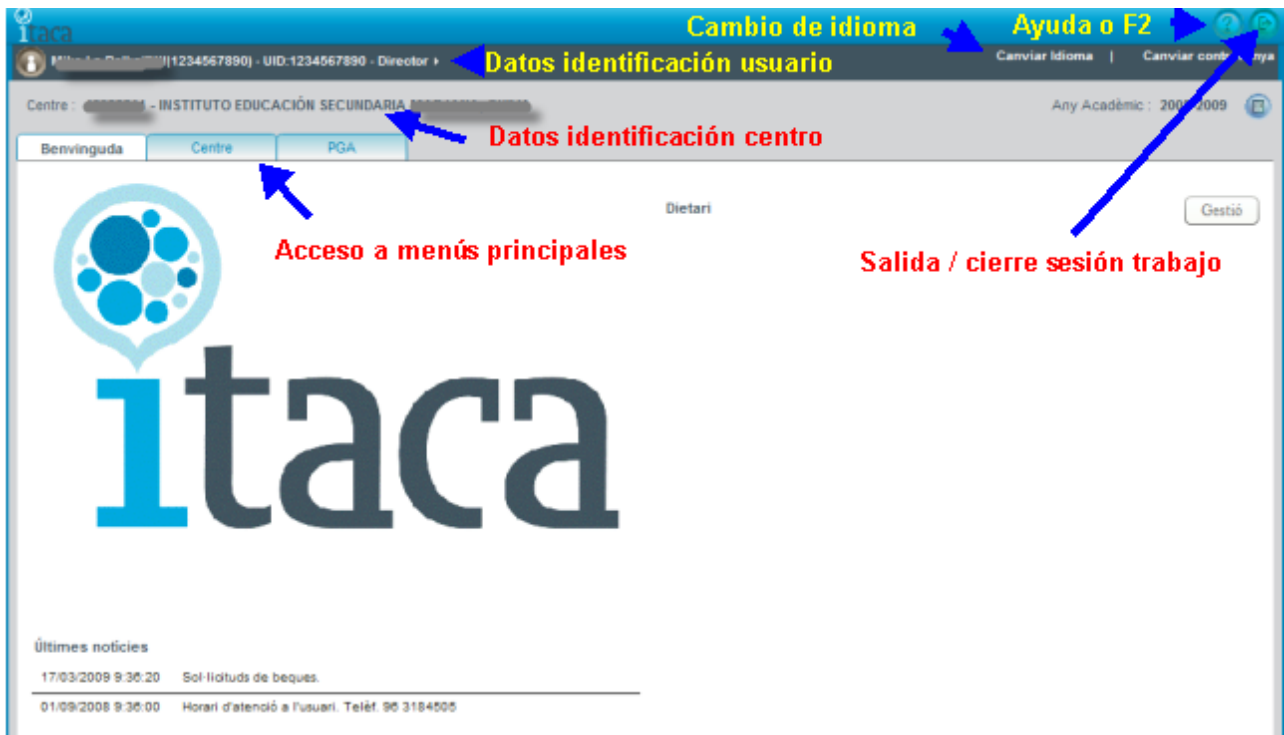 itaca
Cambio de idioma
Ayuda o F2
(1234567890) - UID:1234567890 - Director
Datos identificación usuario
Canviar Idioma | Canviar
Centre : - INSTITUTO EDUCACIÓN SECUNDARIA
Any Acadèmic : 2009
Datos identificación centro
Benvinguda Centre PGA
Dietari
Gestió
Acceso a menús principales
Salida / cierre sesión trabajo
itaca
Últimes notícies
17/03/2009 9:36:20 Sol·licituds de beques.
01/09/2008 9:36:00 Horari d'atenció a l'usuari. Telèf. 96 3184505